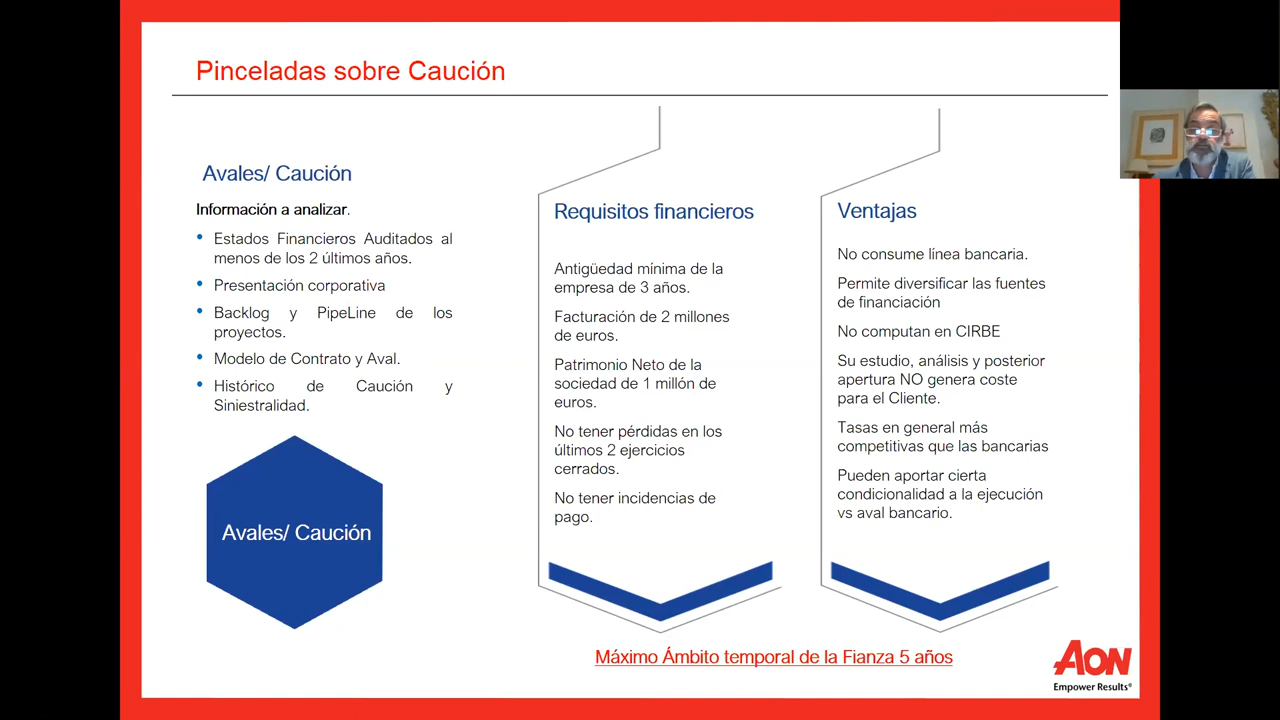 Pinceladas sobre Caución
Avales/ Caución
Información a analizar.
• Estados Financieros Auditados al
menos de los 2 últimos años.
• Presentación corporativa
• Backlog y PipeLine de los
proyectos.
• Modelo de Contrato y Aval.
• Histórico de Caución y
Siniestralidad.
Avales/ Caución
Requisitos financieros
Antigüedad mínima de la
empresa de 3 años.
Facturación de 2 millones
de euros.
Patrimonio Neto de la
sociedad de 1 millón de
euros.
No tener pérdidas en los
últimos 2 ejercicios
cerrados.
No tener incidencias de
pago.
Ventajas
No consume línea bancaria.
Permite diversificar las fuentes
de financiación
No computan en CIRBE
Su estudio, análisis y posterior
apertura NO genera coste
para el Cliente.
Tasas en general más
competitivas que las bancarias
Pueden aportar cierta
condicionalidad a la ejecución
vs aval bancario.
Máximo Ámbito temporal de la Fianza 5 años
AON
Empower Results®